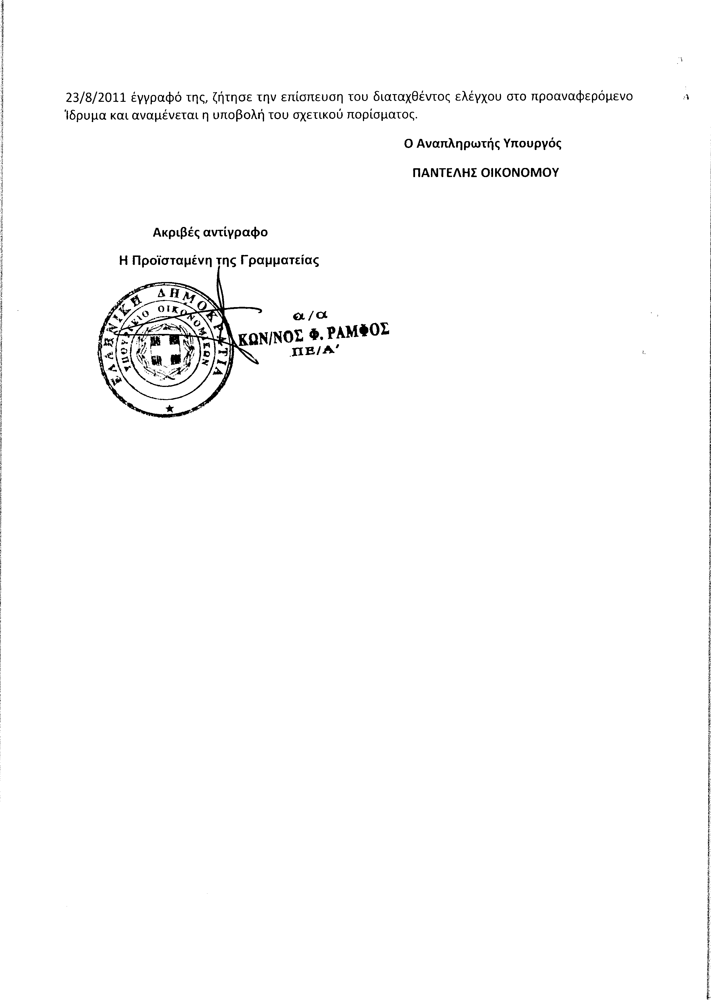 23/8/2011 έγγραφό της, ζήτησε την επίσπευση του διαταχθέντος ελέγχου στο προαναφερόμενο
Ίδρυμα και αναμένεται η υποβολή του σχετικού πορίσματος.
Ο Αναπληρωτής Υπουργός
ΠΑΝΤΕΛΗΣ ΟΙΚΟΝΟΜΟΥ
Ακριβές αντίγραφο
Η Προϊσταμένη της Γραμματείας
ΕΛΛΗΝΙΚΗ ΔΗΜΟΚΡΑΤΙΑ
ΥΠΟΥΡΓΕΙΟ ΟΙΚΟΝΟΜΙΚΩΝ
α/α
ΚΩΝ/ΝΟΣ Φ. ΡΑΜΦΟΣ
ΠΕ/Α'